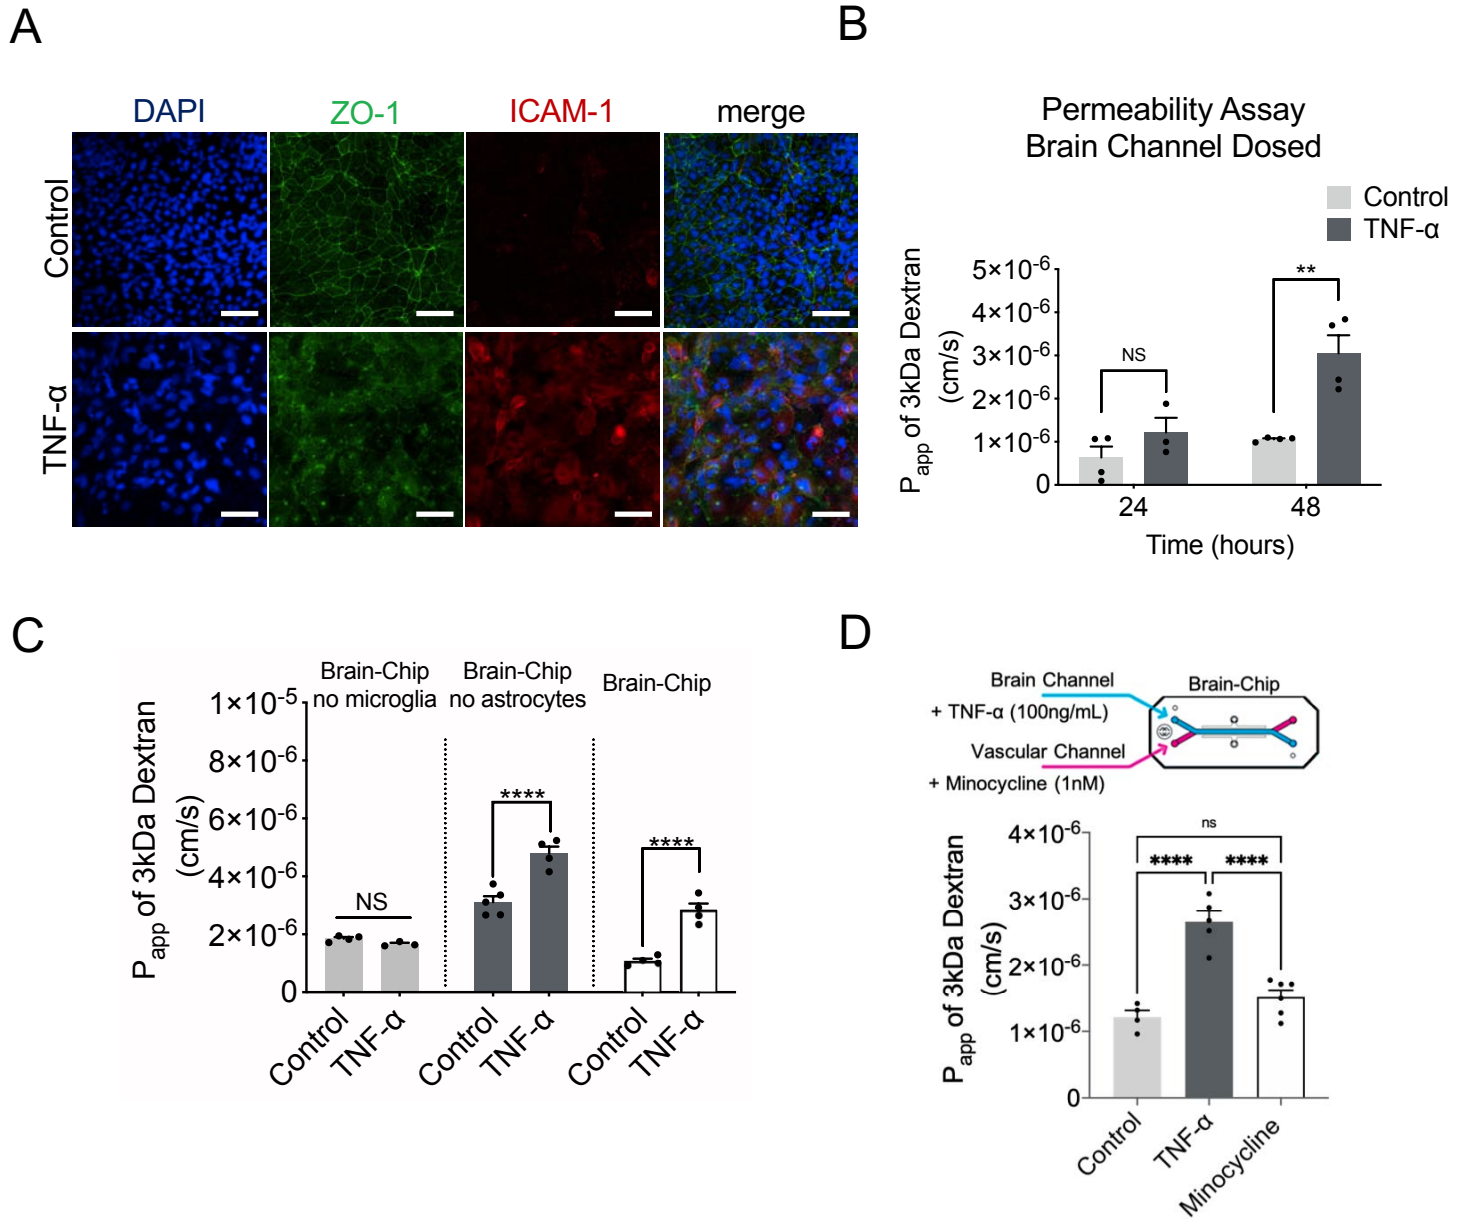 A
DAPI ZO-1 ICAM-1 merge
Control
TNF-α
B
Permeability Assay
Brain Channel Dosed
Control
TNF-α
Papp of 3kDa Dextran
(cm/s)
5×10-6
4×10-6
3×10-6
2×10-6
1×10-6
0
NS
**
24 48
Time (hours)
C
Brain-Chip
no microglia
Brain-Chip
no astrocytes
Brain-Chip
Papp of 3kDa Dextran
(cm/s)
1×10-5
8×10-6
6×10-6
4×10-6
2×10-6
0
NS
****
****
Control
TNF-α
Control
TNF-α
Control
TNF-α
D
Brain Channel
+ TNF-α (100ng/mL)
Vascular Channel
+ Minocycline (1nM)
Brain-Chip
Papp of 3kDa Dextran
(cm/s)
4×10-6
3×10-6
2×10-6
1×10-6
0
ns
****
****
Control
TNF-α
Minocycline